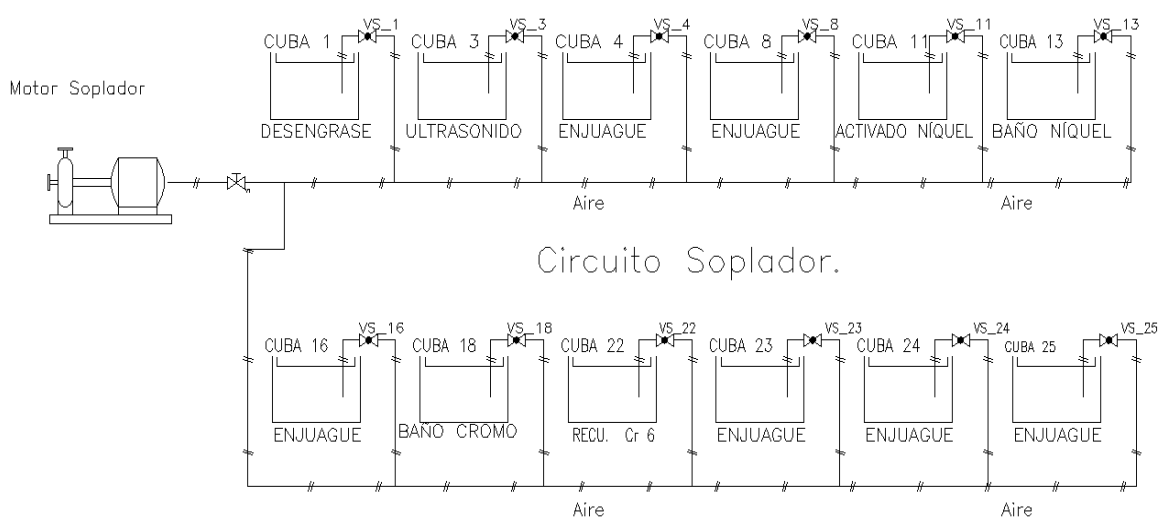 VS_1
VS_3
VS_4
VS_8
VS_11
VS_13
CUBA 1
CUBA 3
CUBA 4
CUBA 8
CUBA 11
CUBA 13
Motor Soplador
DESENGRASE
ULTRASONIDO
ENJUAGUE
ENJUAGUE
ACTIVADO NÍQUEL
BAÑO NÍQUEL
Aire
Aire
Circuito Soplador.
VS_16
VS_18
VS_22
VS_23
VS_24
VS_25
CUBA 16
CUBA 18
CUBA 22
CUBA 23
CUBA 24
CUBA 25
ENJUAGUE
BAÑO CROMO
RECU. Cr 6
ENJUAGUE
ENJUAGUE
ENJUAGUE
Aire
Aire